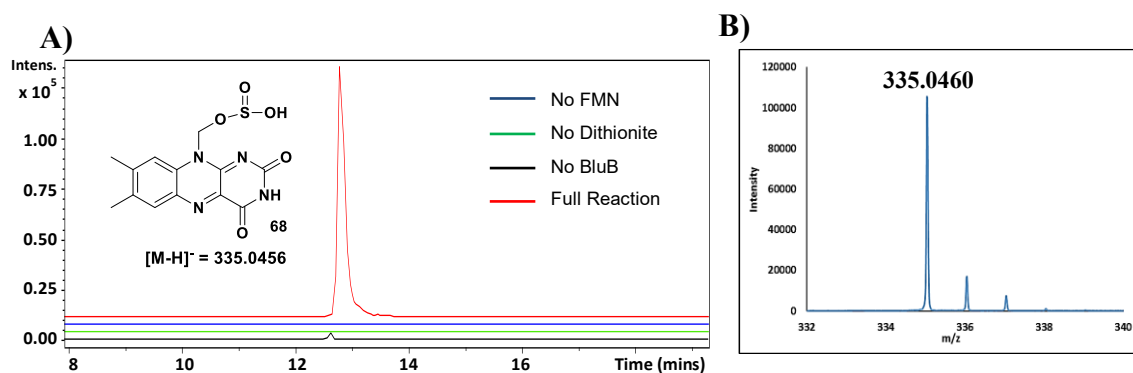 A)
Intens.
x 10^5
1.00
0.75
0.50
0.25
0.00
8
10
12
14
16
Time (mins)
O
S
OH
O
N
N
O
NH
N
O
68
[M-H]- = 335.0456
No FMN
No Dithionite
No BluB
Full Reaction
B)
335.0460
120000
100000
80000
60000
40000
20000
0
Intensity
332
334
336
338
340
m/z